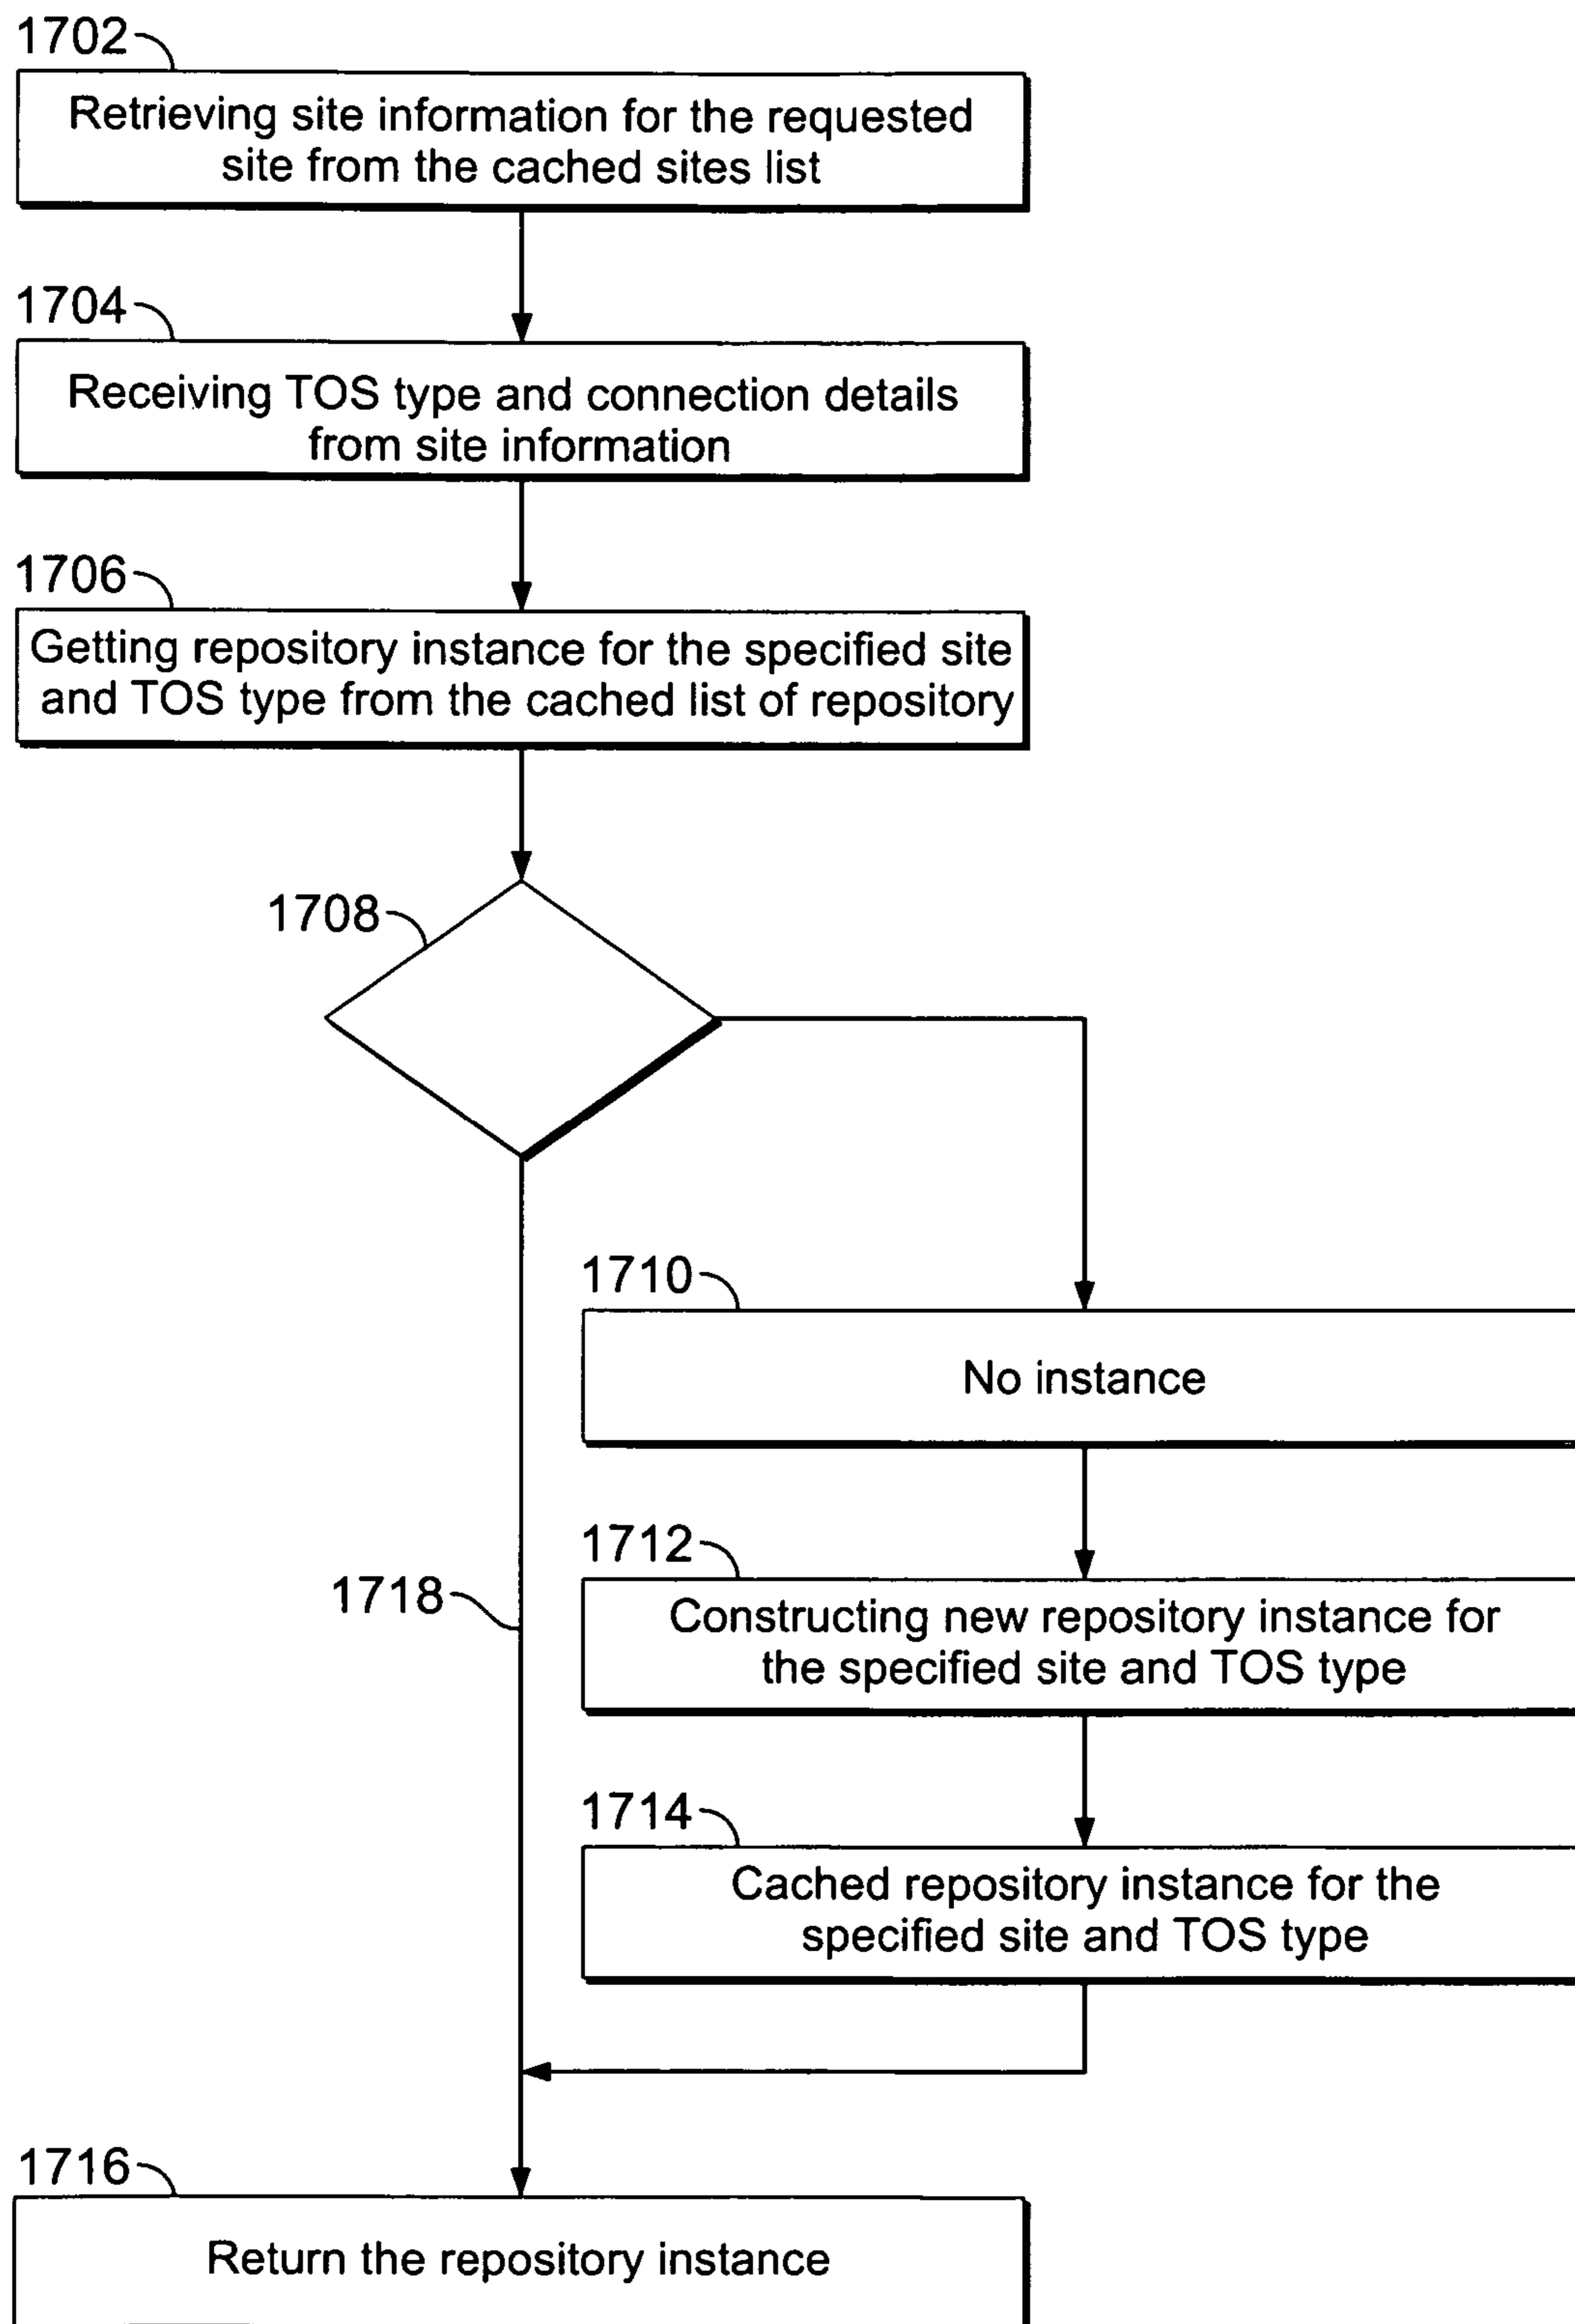 1702
Retrieving site information for the requested
site from the cached sites list
1704
Receiving TOS type and connection details
from site information
1706
Getting repository instance for the specified site
and TOS type from the cached list of repository
1708
1710
No instance
1712
1718
Constructing new repository instance for
the specified site and TOS type
1714
Cached repository instance for the
specified site and TOS type
1716
Return the repository instance